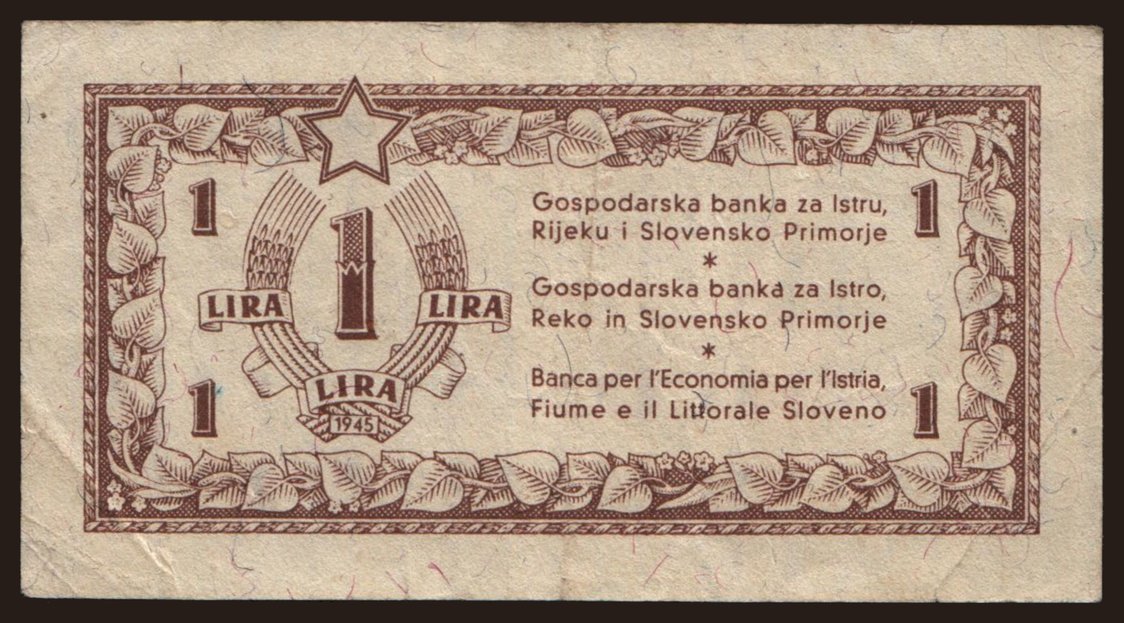 1
1
1
LIRA
LIRA
LIRA
1945
1
Gospodarska banka za Istru,
Rijeku i Slovensko Primorje
*
Gospodarska banka za Istro,
Reko in Slovensko Primorje
*
Banca per l'Economia per l'Istria,
Fiume e il Littorale Sloveno
1